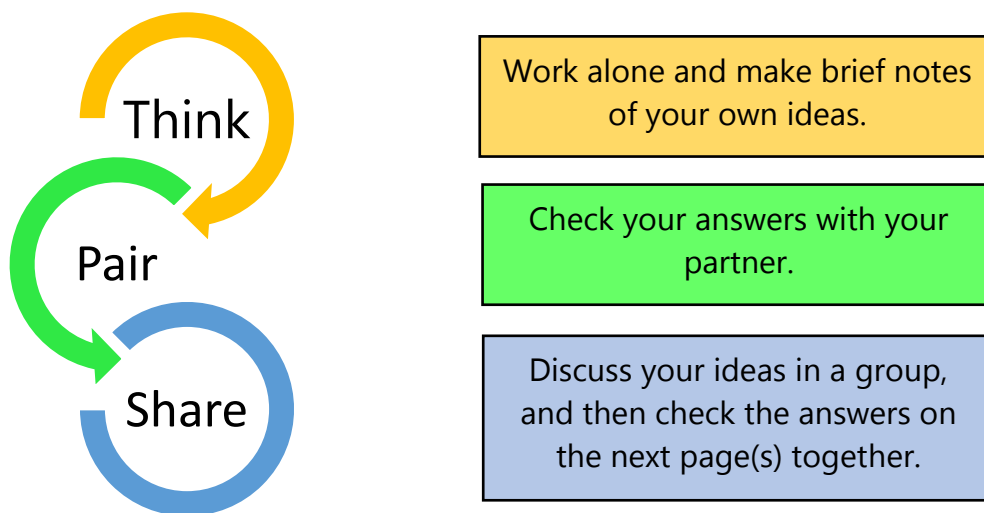 Think
Work alone and make brief notes
of your own ideas.
Pair
Check your answers with your
partner.
Share
Discuss your ideas in a group,
and then check the answers on
the next page(s) together.